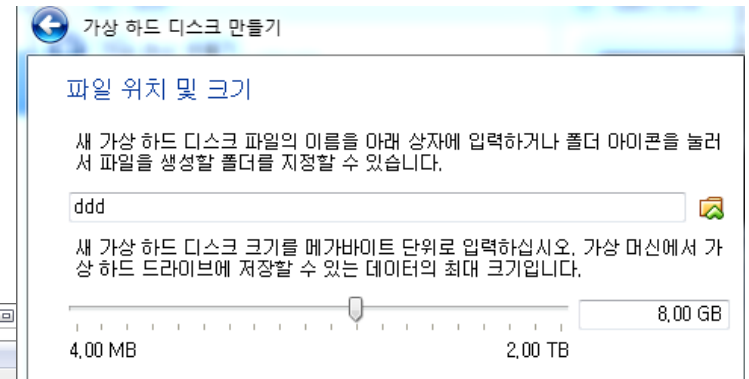 가상 하드 디스크 만들기
파일 위치 및 크기
새 가상 하드 디스크 파일의 이름을 아래 상자에 입력하거나 폴더 아이콘을 눌러
서 파일을 생성할 폴더를 지정할 수 있습니다.
ddd
새 가상 하드 디스크 크기를 메가바이트 단위로 입력하십시오. 가상 머신에서 가
상 하드 드라이브에 저장할 수 있는 데이터의 최대 크기입니다.
8,00 GB
4,00 MB 2,00 TB